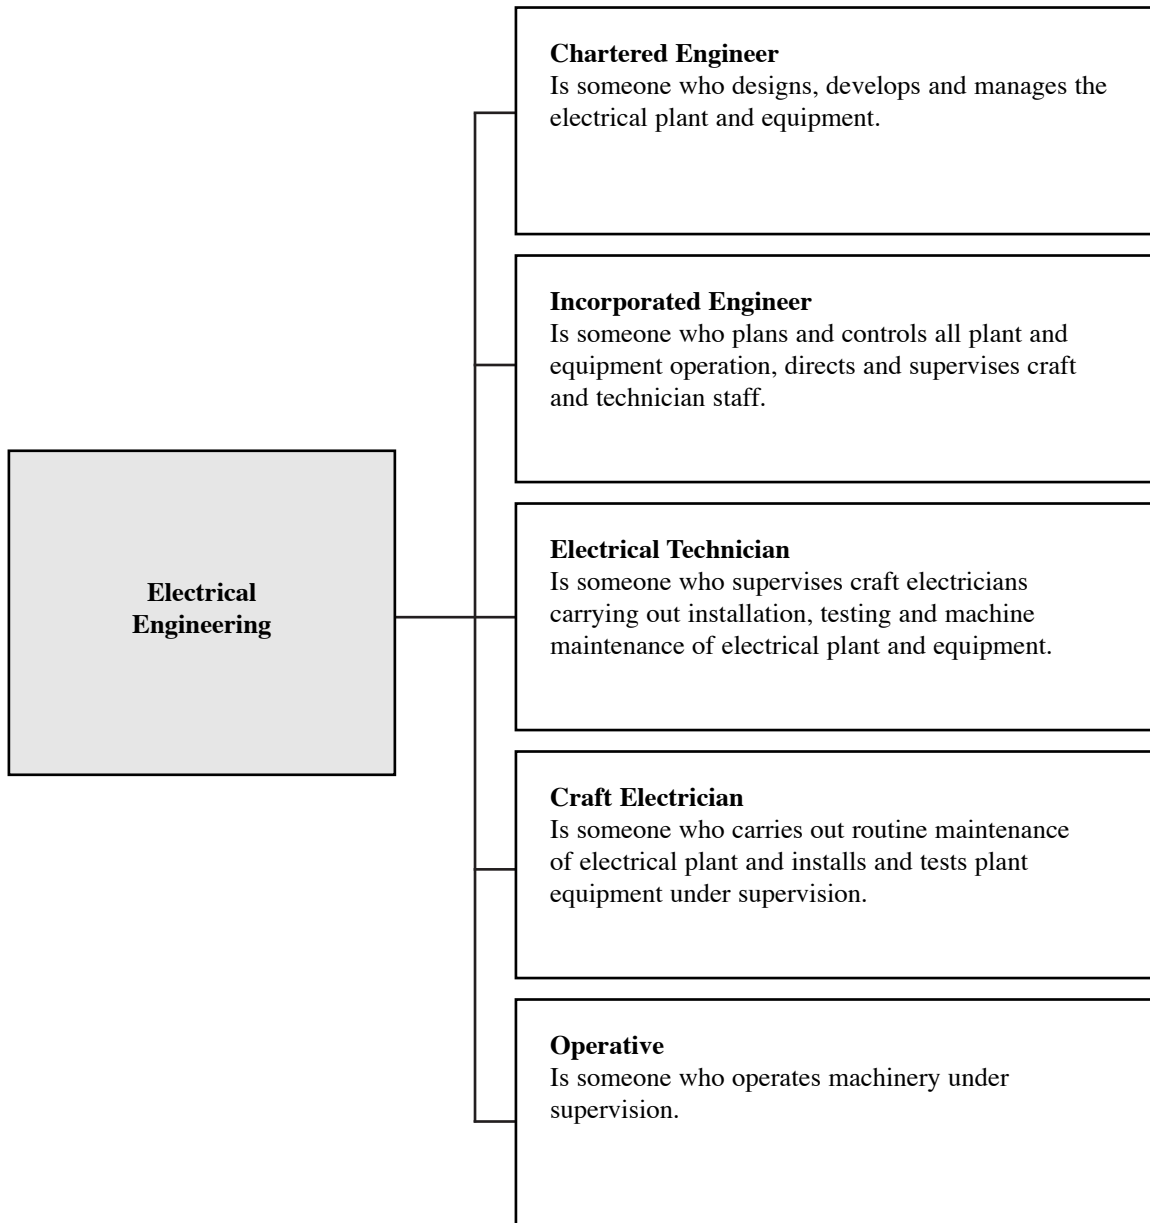 Chartered Engineer
Is someone who designs, develops and manages the
electrical plant and equipment.
Incorporated Engineer
Is someone who plans and controls all plant and
equipment operation, directs and supervises craft
and technician staff.
Electrical
Engineering
Electrical Technician
Is someone who supervises craft electricians
carrying out installation, testing and machine
maintenance of electrical plant and equipment.
Craft Electrician
Is someone who carries out routine maintenance
of electrical plant and installs and tests plant
equipment under supervision.
Operative
Is someone who operates machinery under
supervision.